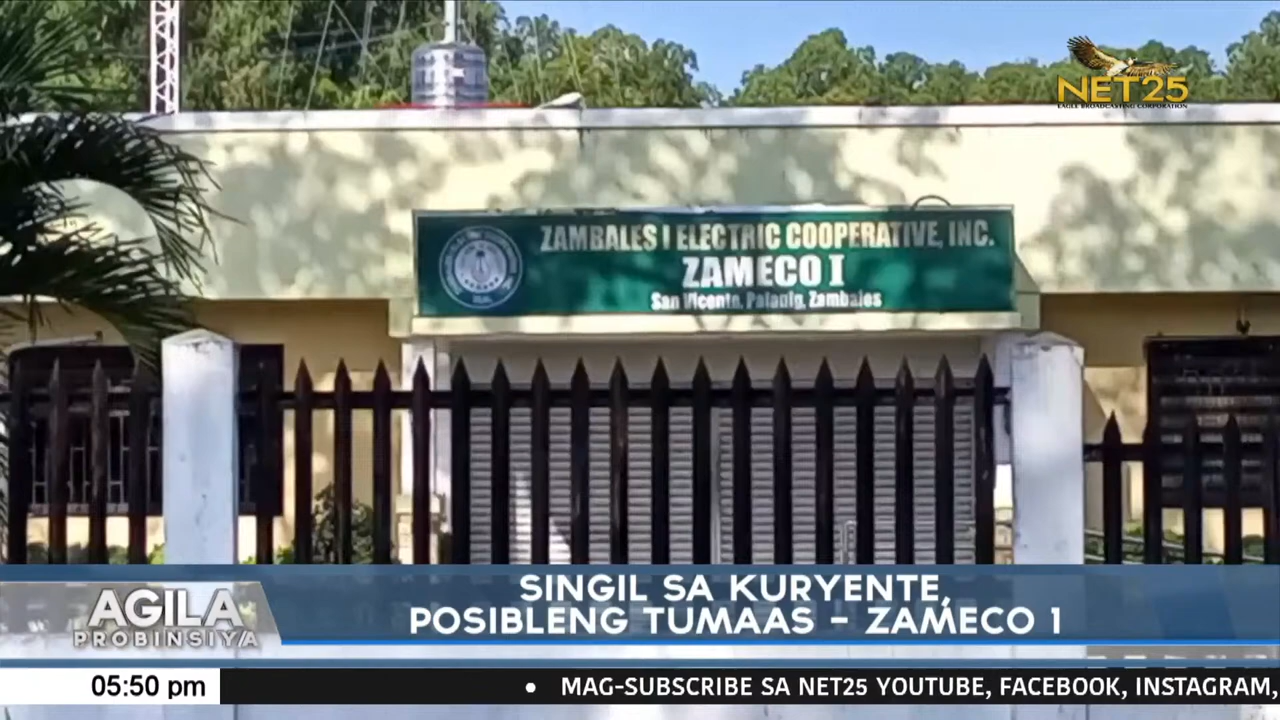 NET25
EAGLE BROADCASTING CORPORATION
ZAMBALES I ELECTRIC COOPERATIVE, INC.
ZAMECO I
San Vicente, Palauig, Zambales
SINGIL SA KURYENTE,
POSIBLENG TUMAAS – ZAMECO 1
AGILA
PROBINSIYA
05:50 pm
• MAG-SUBSCRIBE SA NET25 YOUTUBE, FACEBOOK, INSTAGRAM,